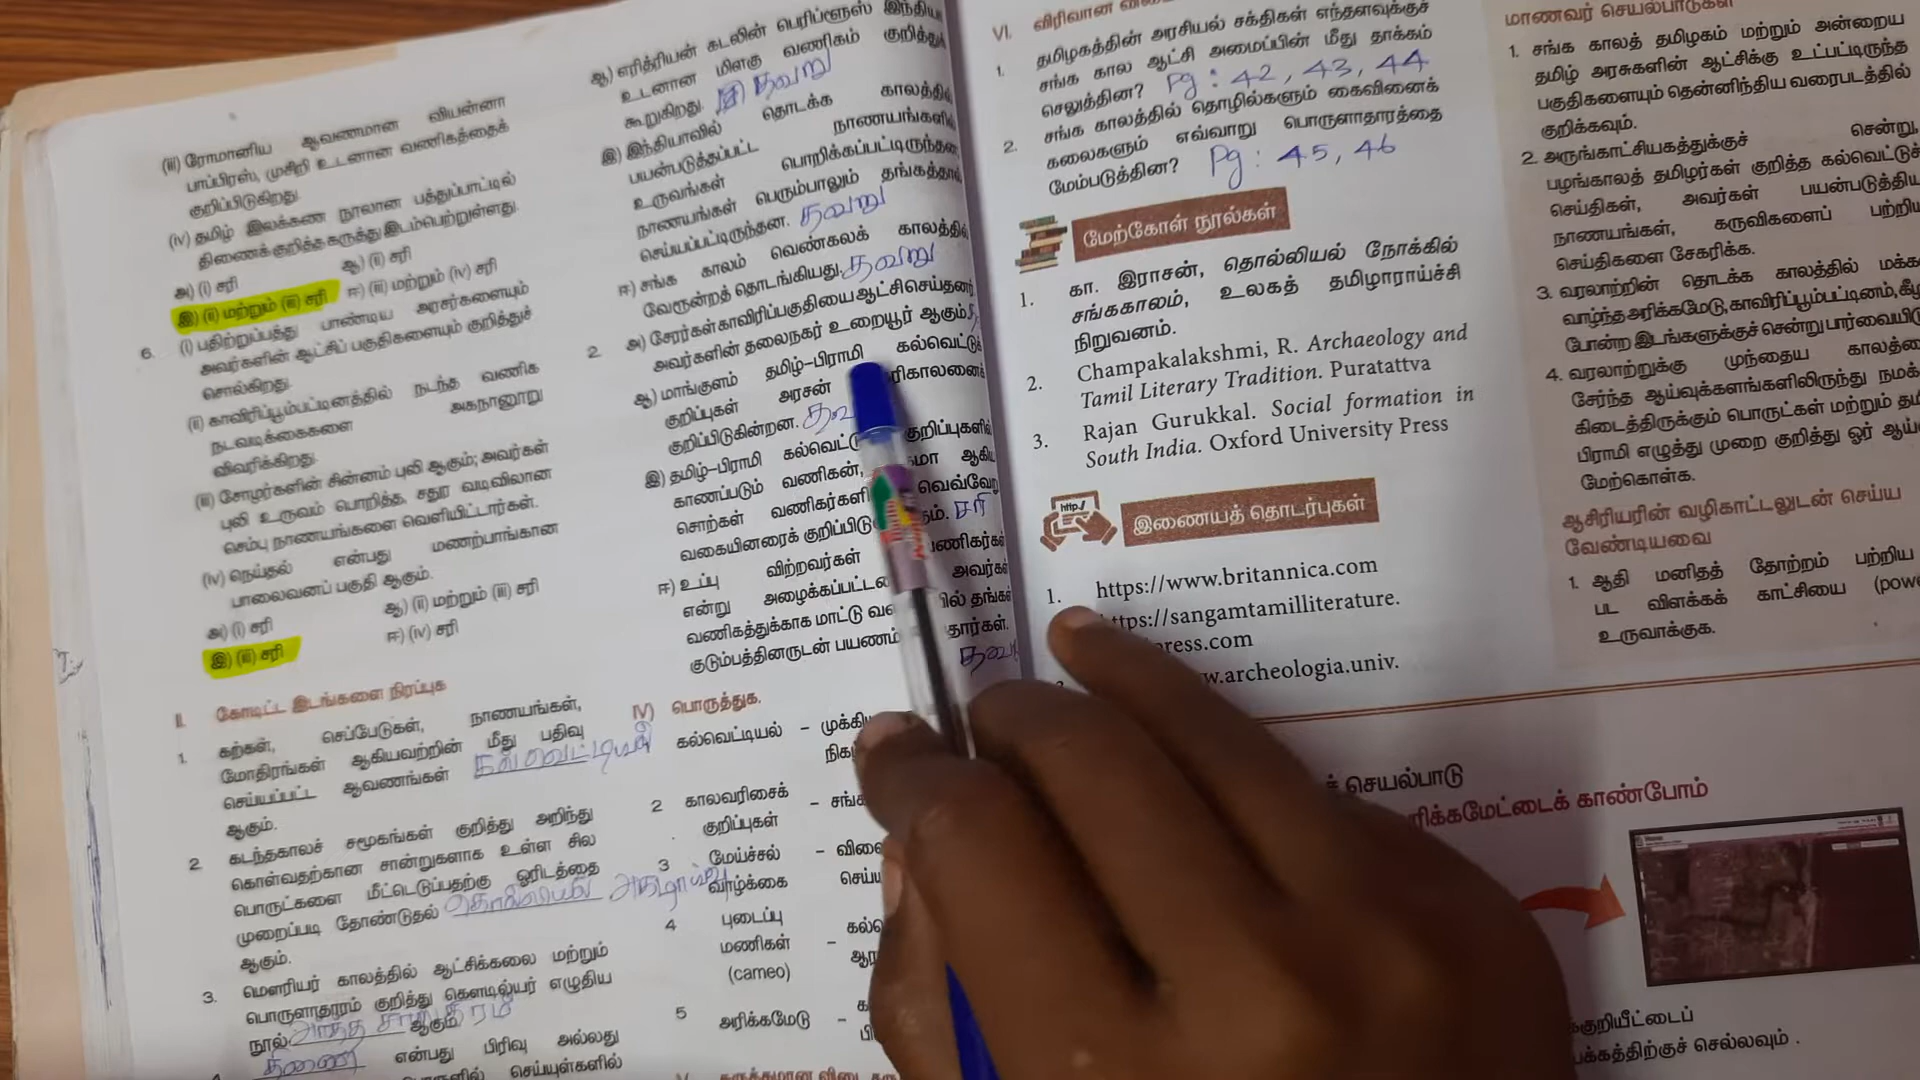 (iii) ரோமானிய ஆவணமான வியன்னா
பாப்பிரஸ், முசிறி உடனான வணிகத்தைக்
குறிப்பிடுகிறது.
(iv) தமிழ் இலக்கண நூலான பத்துப்பாட்டில்
திணைக்குறித்த கருத்து இடம்பெற்றுள்ளது.
அ) (i) சரி
ஆ) (ii) சரி
இ) (ii) மற்றும் (iii) சரி
ஈ) (iii) மற்றும் (iv) சரி
6. (i) பதிற்றுப்பத்து பாண்டிய அரசர்களையும்
அவர்களின் ஆட்சிப் பகுதிகளையும் குறித்துச்
சொல்கிறது.
(ii) காவிரிப்பூம்பட்டினத்தில் நடந்த வணிக
நடவடிக்கைகளை அகநானூறு
விவரிக்கிறது.
(iii) சோழர்களின் சின்னம் புலி ஆகும்; அவர்கள்
புலி உருவம் பொறித்த, சதுர வடிவிலான
செம்பு நாணயங்களை வெளியிட்டார்கள்.
(iv) நெய்தல் என்பது மணற்பாங்கான
பாலைவனப் பகுதி ஆகும்.
அ) (i) சரி
ஆ) (ii) மற்றும் (iii) சரி
இ) (iii) சரி
ஈ) (iv) சரி
II. கோடிட்ட இடங்களை நிரப்புக
1. கற்கள், செப்பேடுகள், நாணயங்கள்,
மோதிரங்கள் ஆகியவற்றின் மீது பதிவு
செய்யப்பட்ட ஆவணங்கள் கல்வெட்டியல்
ஆகும்.
2 கடந்தகாலச் சமூகங்கள் குறித்து அறிந்து
கொள்வதற்கான சான்றுகளாக உள்ள சில
பொருட்களை மீட்டெடுப்பதற்கு ஓரிடத்தை
முறைப்படி தோண்டுதல் தொல்லியல் அகழாய்வு
ஆகும்.
3. மௌரியர் காலத்தில் ஆட்சிக்கலை மற்றும்
பொருளாதாரம் குறித்து கௌடில்யர் எழுதிய
நூல் அர்த்த சாஸ்திரம் ஆகும்
திணை என்பது பிரிவு அல்லது
செய்யுள்களில்
ஆ) எரித்ரியன் கடலின் பெரிப்ளூஸ் இந்தியா
உடனான மிளகு வணிகம் குறித்துக்
கூறுகிறது. தவறு
இ) இந்தியாவில் தொடக்க காலத்தில்
பயன்படுத்தப்பட்ட நாணயங்களில்
உருவங்கள் பொறிக்கப்பட்டிருந்தன,
நாணயங்கள் பெரும்பாலும் தங்கத்தால்
செய்யப்பட்டிருந்தன. தவறு
ஈ) சங்க காலம் வெண்கலக் காலத்தில்
வேரூன்றத் தொடங்கியது. தவறு
2. அ) சேரர்கள் காவிரிப்பகுதியை ஆட்சி செய்தனர்
அவர்களின் தலைநகர் உறையூர் ஆகும்
ஆ) மாங்குளம் தமிழ்-பிராமி கல்வெட்டுக்
குறிப்புகள் அரசன்
குறிப்பிடுகின்றன.
இ) தமிழ்-பிராமி குறிப்புகளில்
காணப்படும் வணிகன், ஆகிய
சொற்கள் வெவ்வேறு
வகையினரைக் சரி
ஈ) உப்பு விற்றவர்கள்
என்று அவர்கள்
வணிகத்துக்காக மாட்டு
குடும்பத்தினருடன் பயணம்
IV) பொருத்துக.
கல்வெட்டியல் –
2 காலவரிசைக் –
குறிப்புகள்
3 மேய்ச்சல் –
வாழ்க்கை
4 புடைப்பு
மணிகள் –
(cameo)
5 அரிக்கமேடு –
VI.
1. தமிழகத்தின் அரசியல் சக்திகள் எந்தளவுக்குச்
சங்க கால ஆட்சி அமைப்பின் மீது தாக்கம்
செலுத்தின? Pg : 42, 43, 44
2. சங்க காலத்தில் தொழில்களும் கைவினைக்
கலைகளும் எவ்வாறு பொருளாதாரத்தை
மேம்படுத்தின? Pg : 45, 46
மேற்கோள் நூல்கள்
1. கா. இராசன், தொல்லியல் நோக்கில்
சங்ககாலம், உலகத் தமிழாராய்ச்சி
நிறுவனம்.
2. Champakalakshmi, R. Archaeology and
Tamil Literary Tradition. Puratattva
3. Rajan Gurukkal. Social formation in
South India. Oxford University Press
http://
இணையத் தொடர்புகள்
1. https://www.britannica.com
ttps://sangamtamilliterature.
press.com
w.archeologia.univ.
மாணவர் செயல்பாடுகள்
1. சங்க காலத் தமிழகம் மற்றும் அன்றைய
தமிழ் அரசுகளின் ஆட்சிக்கு உட்பட்டிருந்த
பகுதிகளையும் தென்னிந்திய வரைபடத்தில்
குறிக்கவும்.
2. அருங்காட்சியகத்துக்குச் சென்று,
பழங்காலத் தமிழர்கள் குறித்த கல்வெட்டுச்
செய்திகள், அவர்கள் பயன்படுத்திய
நாணயங்கள், கருவிகளைப் பற்றிய
செய்திகளை சேகரிக்க.
3. வரலாற்றின் தொடக்க காலத்தில்
வாழ்ந்த அரிக்கமேடு, காவிரிப்பூம்பட்டினம்,
போன்ற இடங்களுக்குச் சென்று
4. வரலாற்றுக்கு முந்தைய
சேர்ந்த ஆய்வுக்களங்களிலிருந்து
கிடைத்திருக்கும் பொருட்கள் மற்றும்
பிராமி எழுத்து முறை குறித்து ஓர்
மேற்கொள்க.
ஆசிரியரின் வழிகாட்டலுடன் செய்ய
வேண்டியவை
1. ஆதி மனிதத் தோற்றம் பற்றிய
பட விளக்கக் காட்சியை (powe
உருவாக்குக.
செயல்பாடு
ரிக்கமேட்டைக் காண்போம்
க்குறியீட்டைப்
பக்கத்திற்குச் செல்லவும் .